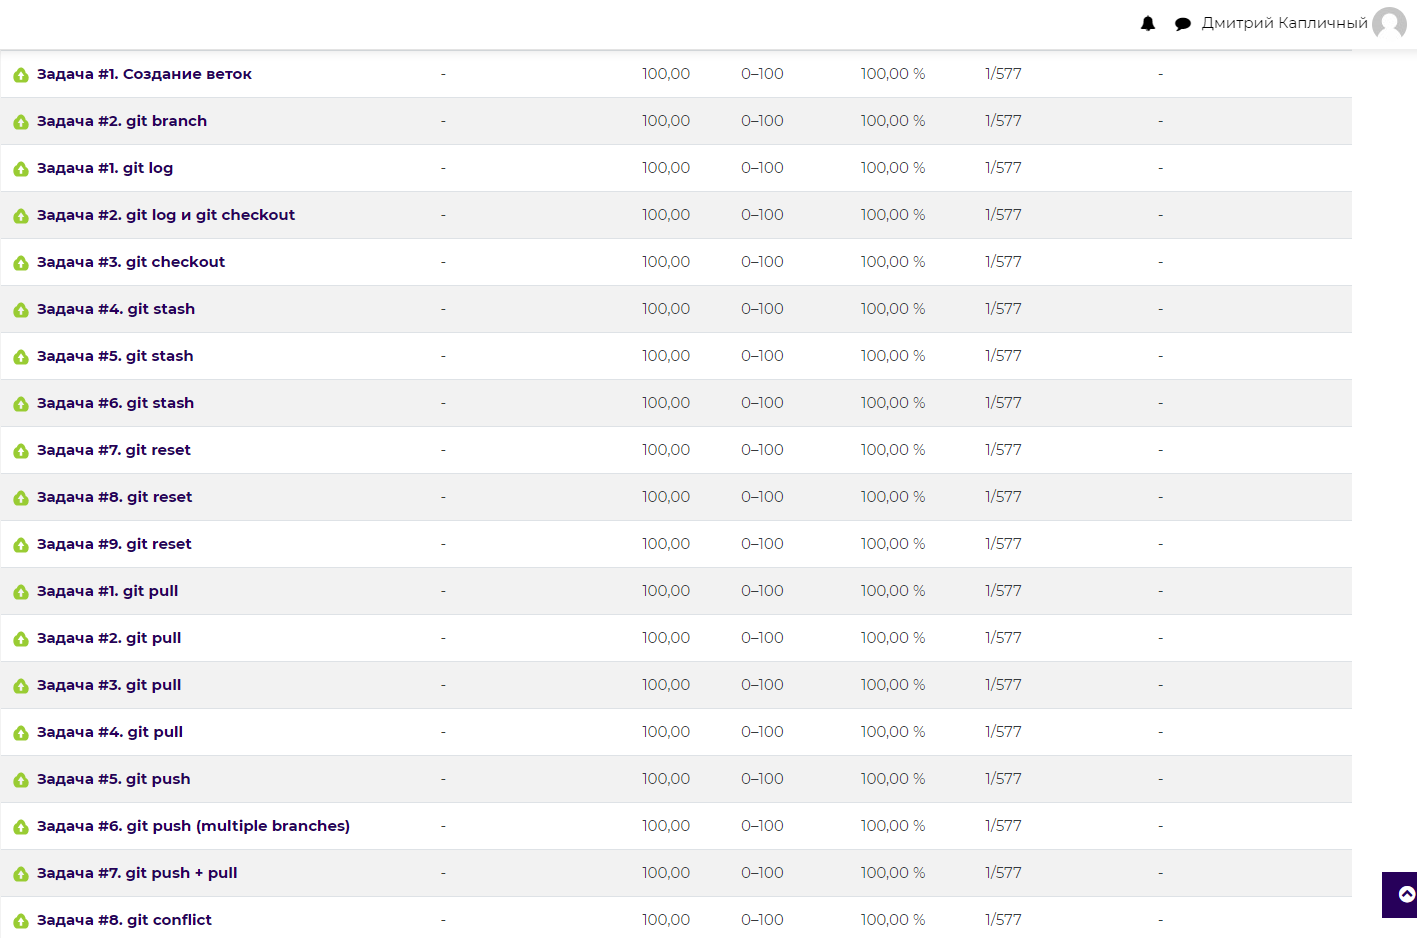 Дмитрий Капличный
Задача #1. Создание веток - 100,00 0–100 100,00 % 1/577 -
Задача #2. git branch - 100,00 0–100 100,00 % 1/577 -
Задача #1. git log - 100,00 0–100 100,00 % 1/577 -
Задача #2. git log и git checkout - 100,00 0–100 100,00 % 1/577 -
Задача #3. git checkout - 100,00 0–100 100,00 % 1/577 -
Задача #4. git stash - 100,00 0–100 100,00 % 1/577 -
Задача #5. git stash - 100,00 0–100 100,00 % 1/577 -
Задача #6. git stash - 100,00 0–100 100,00 % 1/577 -
Задача #7. git reset - 100,00 0–100 100,00 % 1/577 -
Задача #8. git reset - 100,00 0–100 100,00 % 1/577 -
Задача #9. git reset - 100,00 0–100 100,00 % 1/577 -
Задача #1. git pull - 100,00 0–100 100,00 % 1/577 -
Задача #2. git pull - 100,00 0–100 100,00 % 1/577 -
Задача #3. git pull - 100,00 0–100 100,00 % 1/577 -
Задача #4. git pull - 100,00 0–100 100,00 % 1/577 -
Задача #5. git push - 100,00 0–100 100,00 % 1/577 -
Задача #6. git push (multiple branches) - 100,00 0–100 100,00 % 1/577 -
Задача #7. git push + pull - 100,00 0–100 100,00 % 1/577 -
Задача #8. git conflict - 100,00 0–100 100,00 % 1/577 -